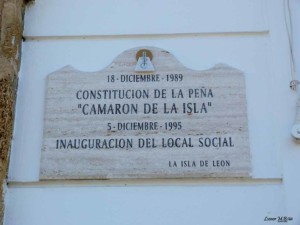 18-DICIEMBRE-1989
CONSTITUCION DE LA PEÑA
"CAMARON DE LA ISLA"
5-DICIEMBRE-1995
INAUGURACION DEL LOCAL SOCIAL
LA ISLA DE LEON